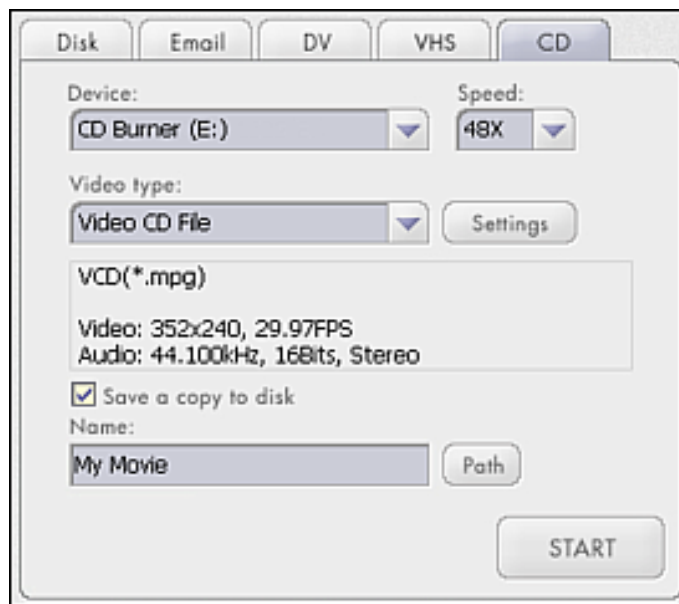 Disk Email DV VHS CD
Device: Speed:
CD Burner (E:) 48X
Video type:
Video CD File Settings
VCD(*.mpg)
Video: 352x240, 29.97FPS
Audio: 44.100kHz, 16Bits, Stereo
Save a copy to disk
Name:
My Movie Path
START